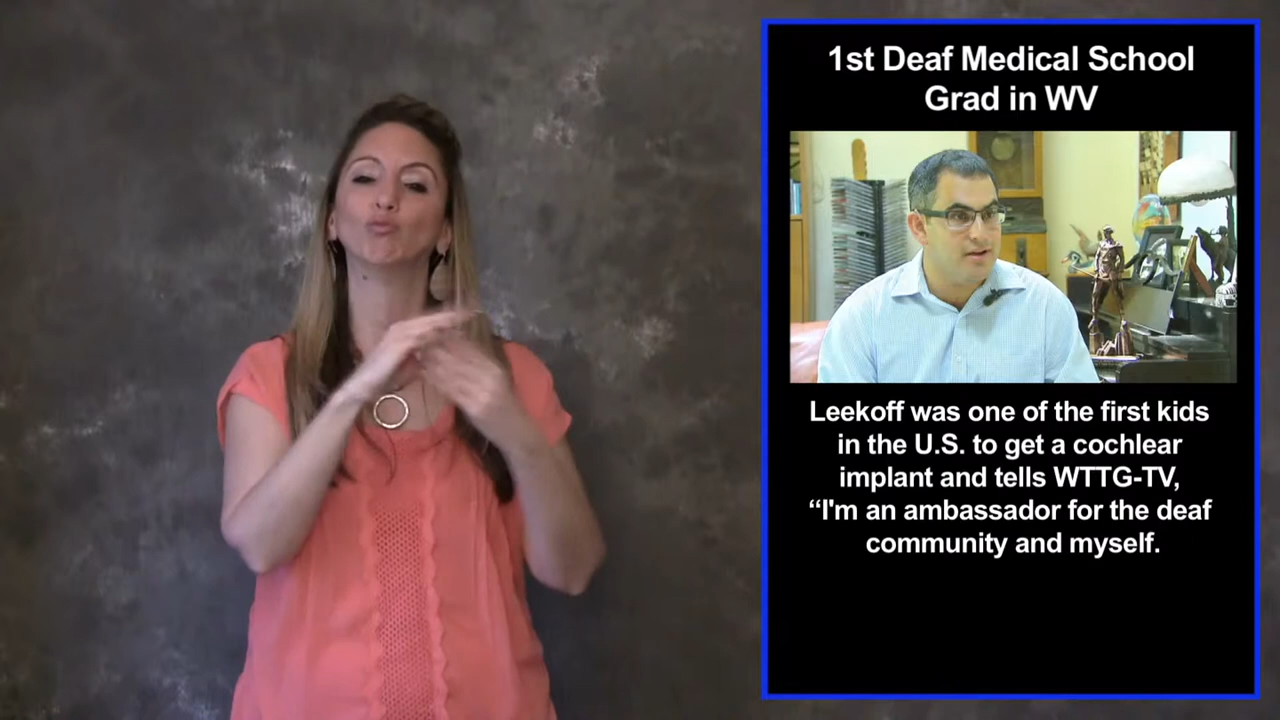 1st Deaf Medical School
Grad in WV
Leekoff was one of the first kids
in the U.S. to get a cochlear
implant and tells WTTG-TV,
“I'm an ambassador for the deaf
community and myself.